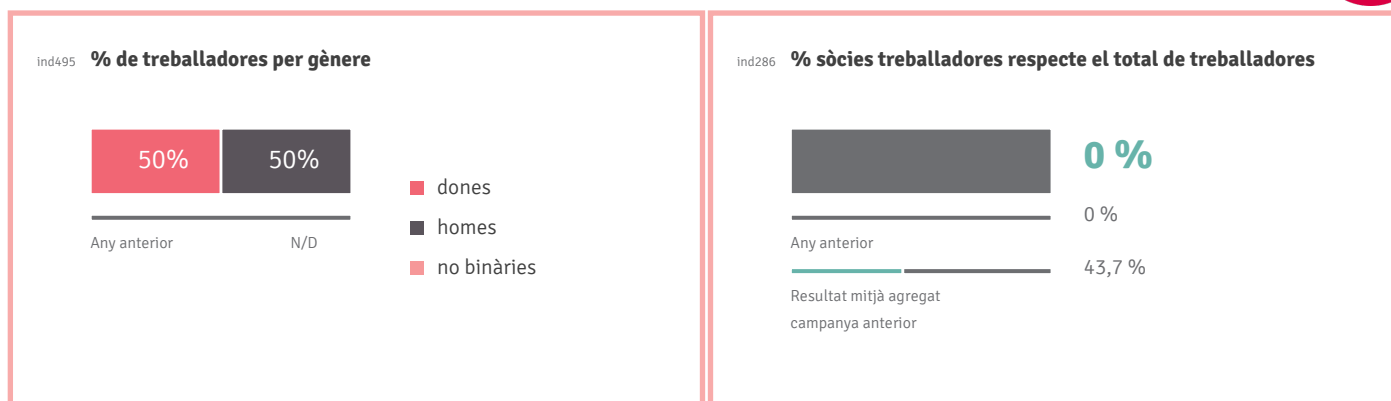 ind495 % de treballadores per gènere
50% 50%
dones
homes
no binàries
Any anterior N/D
ind286 % sòcies treballadores respecte el total de treballadores
0 %
0 %
Any anterior
43,7 %
Resultat mitjà agregat
campanya anterior